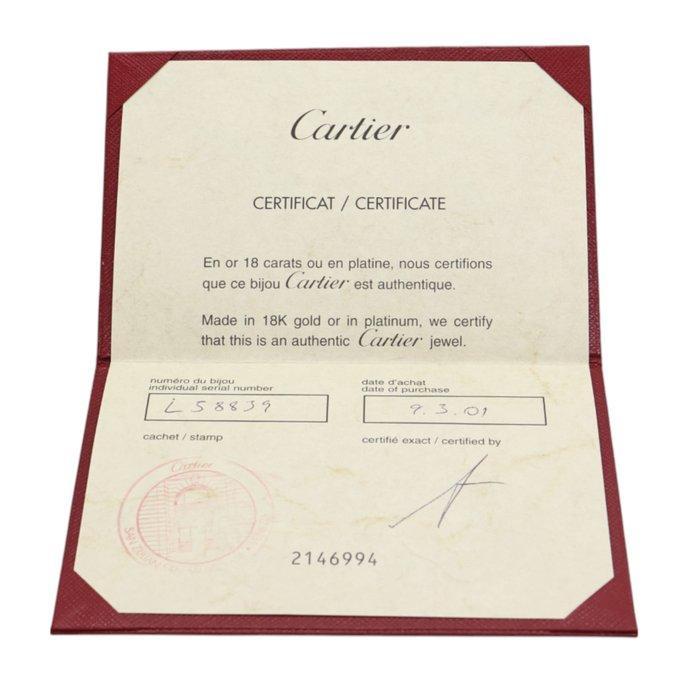 Cartier
CERTIFICAT / CERTIFICATE
En or 18 carats ou en platine, nous certifions
que ce bijou Cartier est authentique.
Made in 18K gold or in platinum, we certify
that this is an authentic Cartier jewel.
numéro du bijou
individual serial number
L58839
date d'achat
date of purchase
9.3.01
cachet / stamp
certifié exact / certified by
Cartier
SAN JUAN
2146994